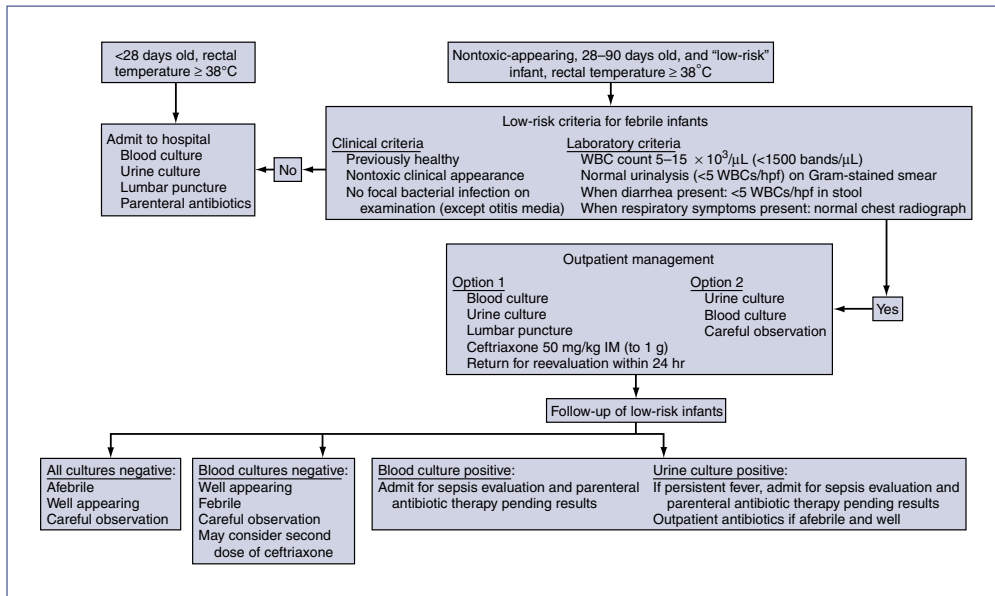 <28 days old, rectal
temperature ≥ 38°C
Nontoxic-appearing, 28–90 days old, and “low-risk”
infant, rectal temperature ≥ 38°C
Admit to hospital
Blood culture
Urine culture
Lumbar puncture
Parenteral antibiotics
No
Low-risk criteria for febrile infants
Clinical criteria
Previously healthy
Nontoxic clinical appearance
No focal bacterial infection on
examination (except otitis media)
Laboratory criteria
WBC count 5–15 × 10³/μL (<1500 bands/μL)
Normal urinalysis (<5 WBCs/hpf) on Gram-stained smear
When diarrhea present: <5 WBCs/hpf in stool
When respiratory symptoms present: normal chest radiograph
Yes
Outpatient management
Option 1
Blood culture
Urine culture
Lumbar puncture
Ceftriaxone 50 mg/kg IM (to 1 g)
Return for reevaluation within 24 hr
Option 2
Urine culture
Blood culture
Careful observation
Follow-up of low-risk infants
All cultures negative:
Afebrile
Well appearing
Careful observation
Blood cultures negative:
Well appearing
Febrile
Careful observation
May consider second
dose of ceftriaxone
Blood culture positive:
Admit for sepsis evaluation and parenteral
antibiotic therapy pending results
Urine culture positive:
If persistent fever, admit for sepsis evaluation and
parenteral antibiotic therapy pending results
Outpatient antibiotics if afebrile and well